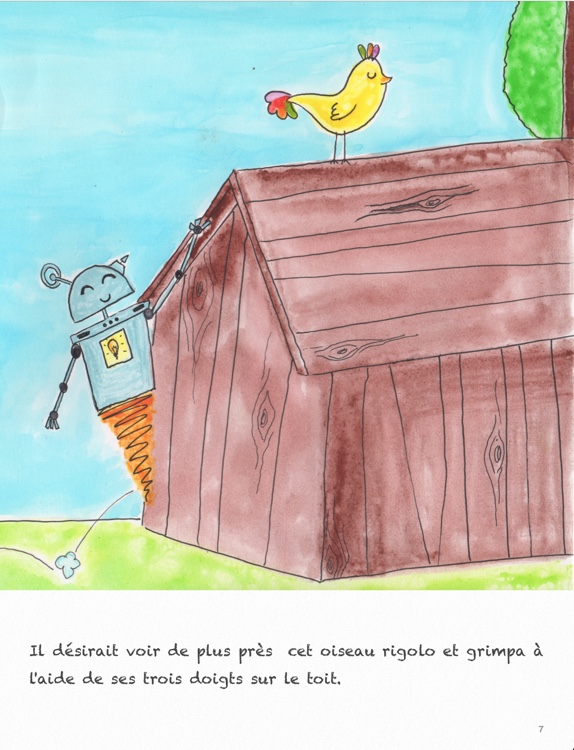 Il désirait voir de plus près  cet oiseau rigolo et grimpa à
l'aide de ses trois doigts sur le toit.
7